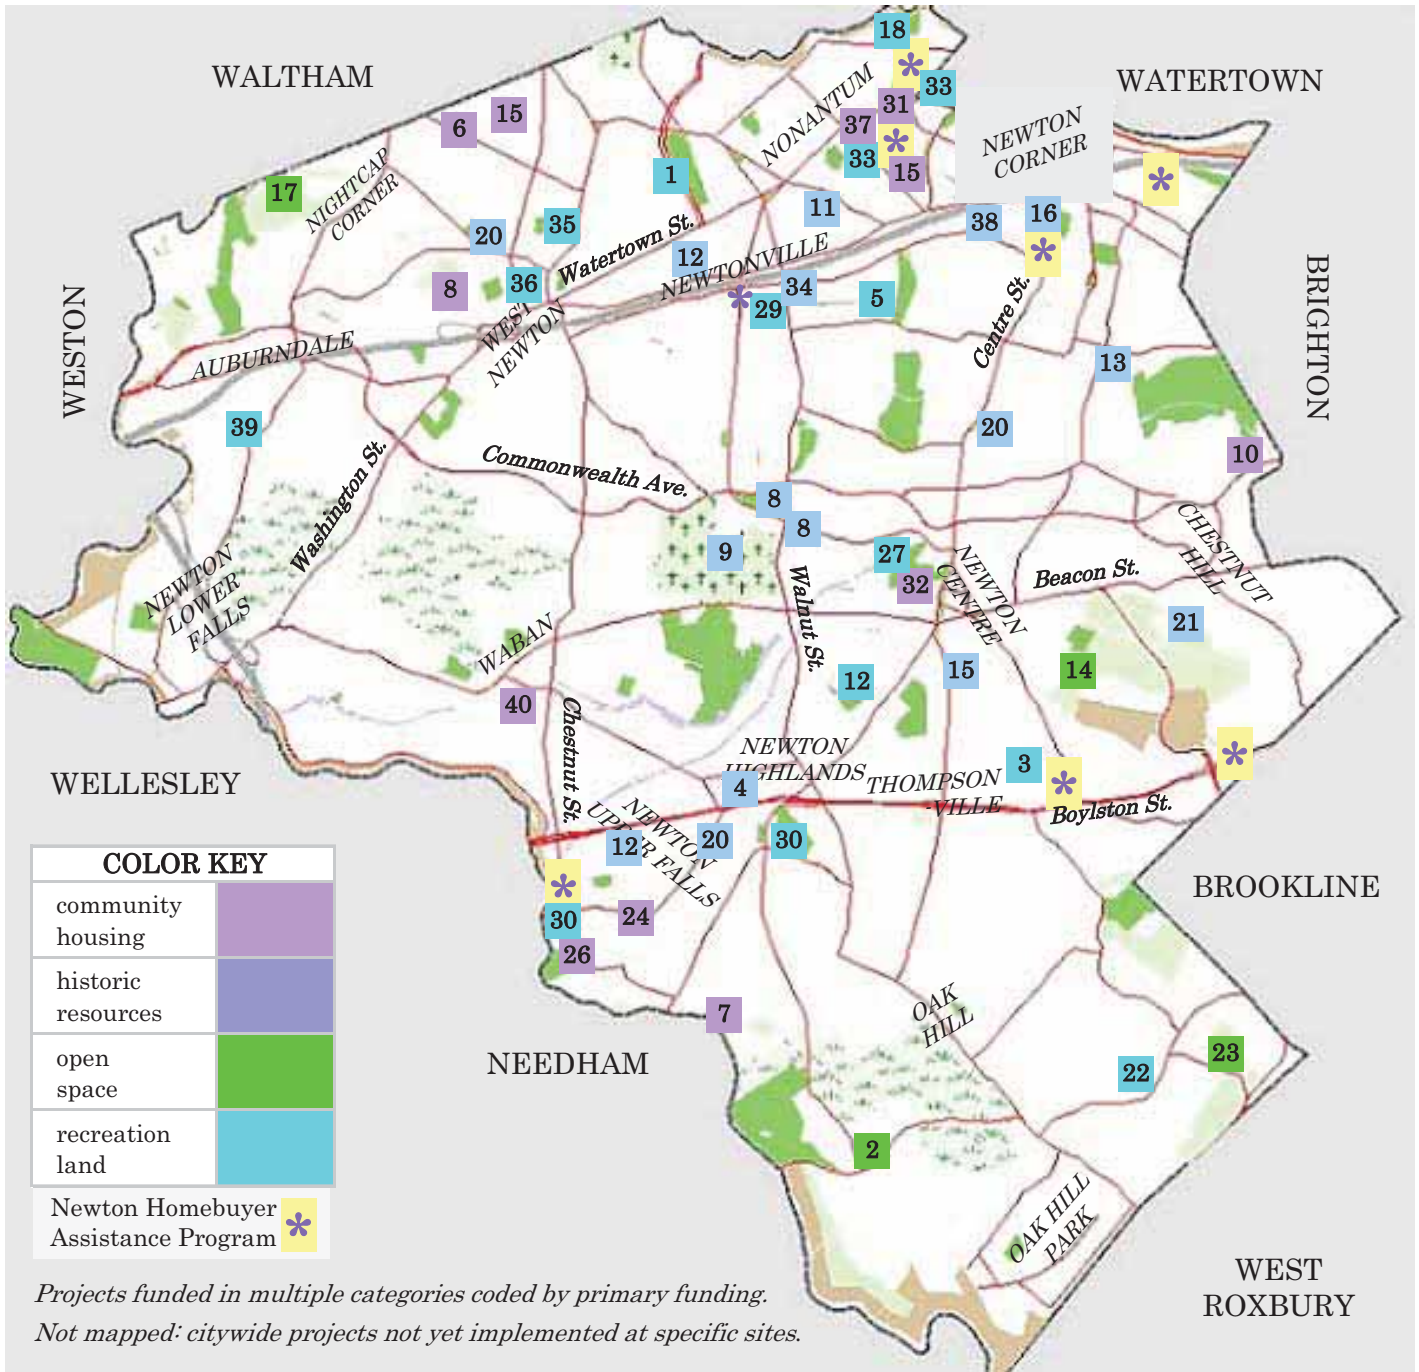 18
WALTHAM
WATERTOWN
33
NONANTUM
31
15
6
37
NEWTON
CORNER
33
15
1
17
NIGHTCAP
CORNER
11
16
38
35
20
Watertown St.
12
NEWTONVILLE
34
29
5
8
36
WEST
NEWTON
Centre St.
BRIGHTON
WESTON
AUBURNDALE
13
39
20
10
Washington St.
Commonwealth Ave.
8
8
9
27
32
NEWTON
CENTRE
CHESTNUT
HILL
Beacon St.
NEWTON
LOWER
FALLS
Walnut St.
21
WABAN
12
15
14
40
Chestnut St.
NEWTON
HIGHLANDS
3
WELLESLEY
4
THOMPSON
-VILLE
Boylston St.
NEWTON
UPPER FALLS
12
20
30
BROOKLINE
30
24
26
7
OAK
HILL
NEEDHAM
22
23
2
OAK HILL
PARK
WEST
ROXBURY
COLOR KEY
community
housing
historic
resources
open
space
recreation
land
Newton Homebuyer
Assistance Program *
Projects funded in multiple categories coded by primary funding.
Not mapped: citywide projects not yet implemented at specific sites.